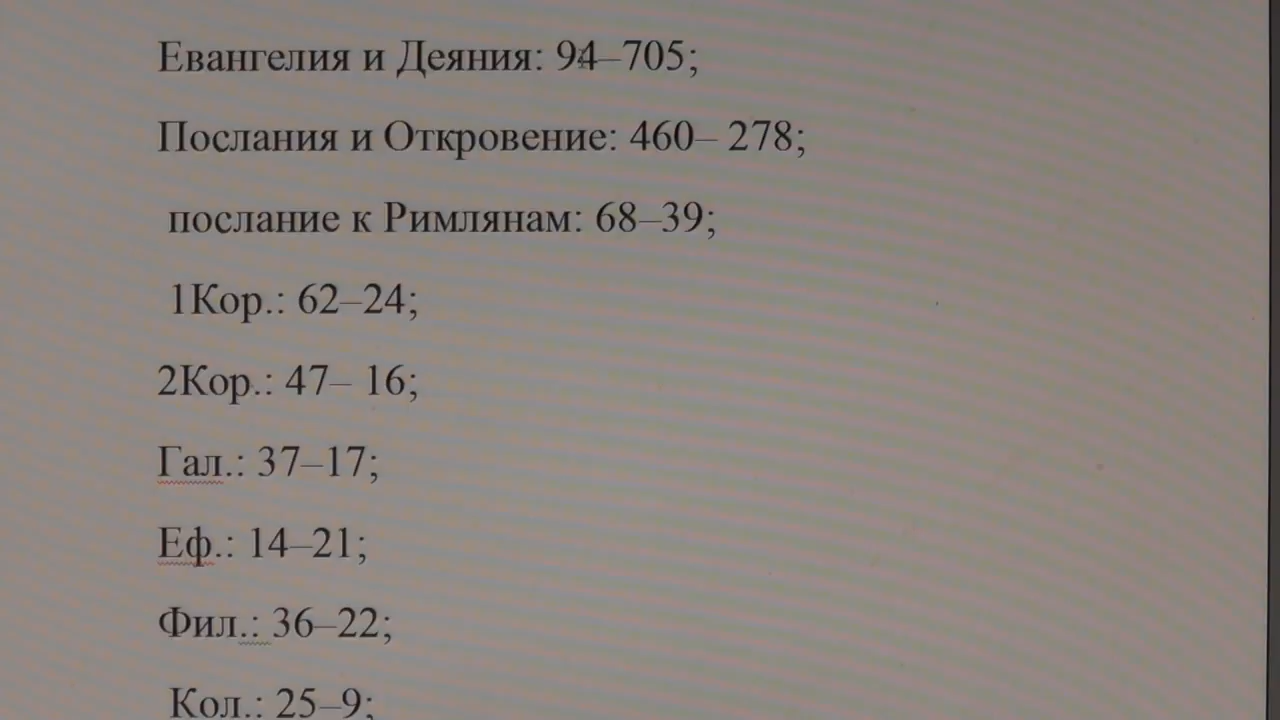 Евангелия и Деяния: 94–705;
Послания и Откровение: 460– 278;
послание к Римлянам: 68–39;
1Кор.: 62–24;
2Кор.: 47– 16;
Гал.: 37–17;
Еф.: 14–21;
Фил.: 36–22;
Кол.: 25–9;